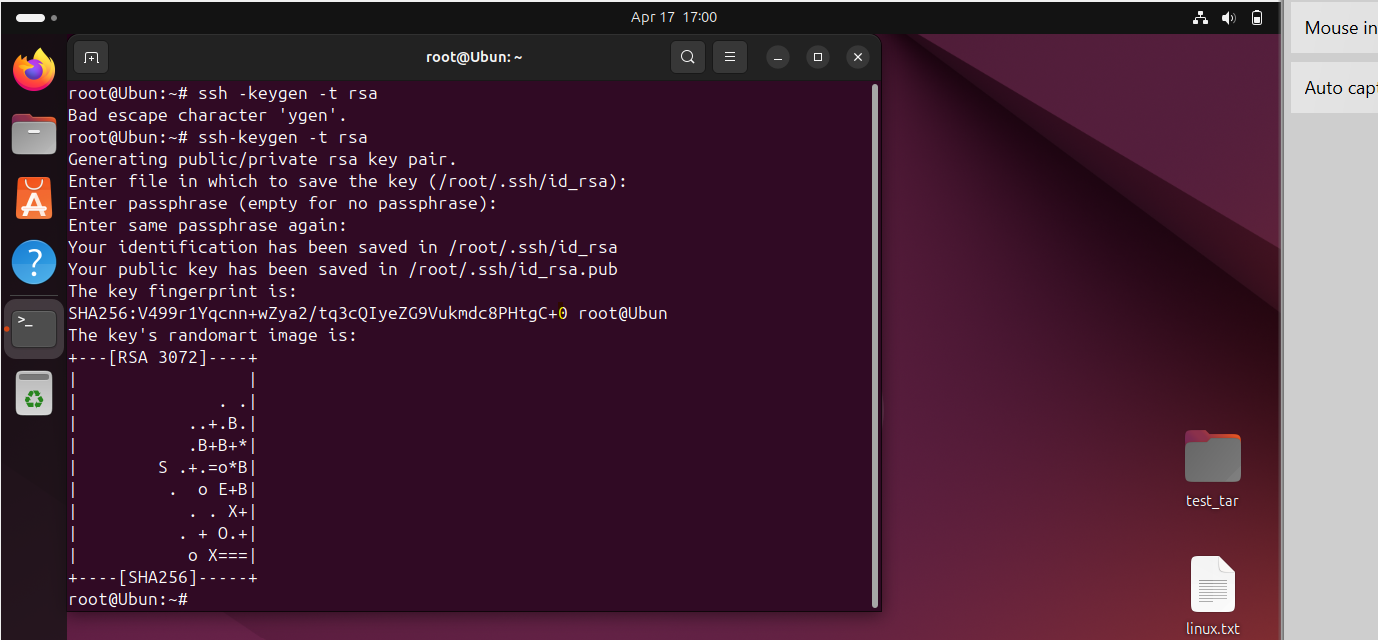 Apr 17 17:00
Mouse in
Auto capt
root@Ubun: ~
root@Ubun:~# ssh -keygen -t rsa
Bad escape character 'ygen'.
root@Ubun:~# ssh-keygen -t rsa
Generating public/private rsa key pair.
Enter file in which to save the key (/root/.ssh/id_rsa):
Enter passphrase (empty for no passphrase):
Enter same passphrase again:
Your identification has been saved in /root/.ssh/id_rsa
Your public key has been saved in /root/.ssh/id_rsa.pub
The key fingerprint is:
SHA256:V499r1Yqcnn+wZya2/tq3cQIyeZG9Vukmdc8PHtgC+0 root@Ubun
The key's randomart image is:
+---[RSA 3072]----+
|                 |
|              . .|
|           ..+.B.|
|           .B+B+*|
|        S .+.=o*B|
|         .  o E+B|
|           . . X+|
|          . + O.+|
|           o X===|
+----[SHA256]-----+
root@Ubun:~#
test_tar
linux.txt